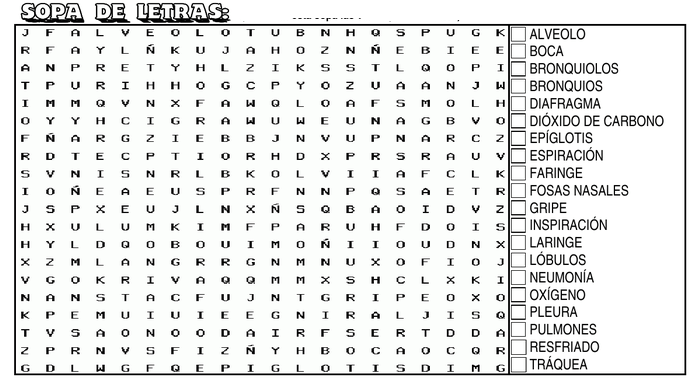 SOPA DE LETRAS:
J F A L V E O L O T U B N H Q S P U G K
R F A Y L Ñ K U J A H O Z N Ñ E B I E E
A N P R E T Y H L Z I K S S T L Q O P I
T P U R I H H O G C P Y O Z U A A N J W
I M M Q V N X F A W Q L O A F S M O L H
O Y Y H C I G R A W U W E U N A G B V O
F Ñ A R G Z I E B B J N V U P N A R C Z
R D T E C P T I O R H D X P R S R A U V
S V N I S N R L B K O L V I I A F C L K
I O Ñ E A E U S P R F N N P Q S A E T R
J S P X E U J L N X Ñ S Q B A O I D V Z
H X U L U M K I M F P A R U H F D O I S
H Y L D Q O B O U I M O Ñ I I O U D N X
X Z M L A N G R R G N M N U X O F I O J
V G O K R I V A Q Q M M X S H C L X K I
N A N S T A C F U J N T G R I P E O X O
K P E M U I U I E E G N I R A L J I S Q
T V S A O N O O D A I R F S E R T D D A
Z P R N V S F I Z Ñ Y H B O C A O C Q R
G D L W G F Q E P I G L O T I S D I M G
ALVEOLO
BOCA
BRONQUIOLOS
BRONQUIOS
DIAFRAGMA
DIÓXIDO DE CARBONO
EPÍGLOTIS
ESPIRACIÓN
FARINGE
FOSAS NASALES
GRIPE
INSPIRACIÓN
LARINGE
LÓBULOS
NEUMONÍA
OXÍGENO
PLEURA
PULMONES
RESFRIADO
TRÁQUEA